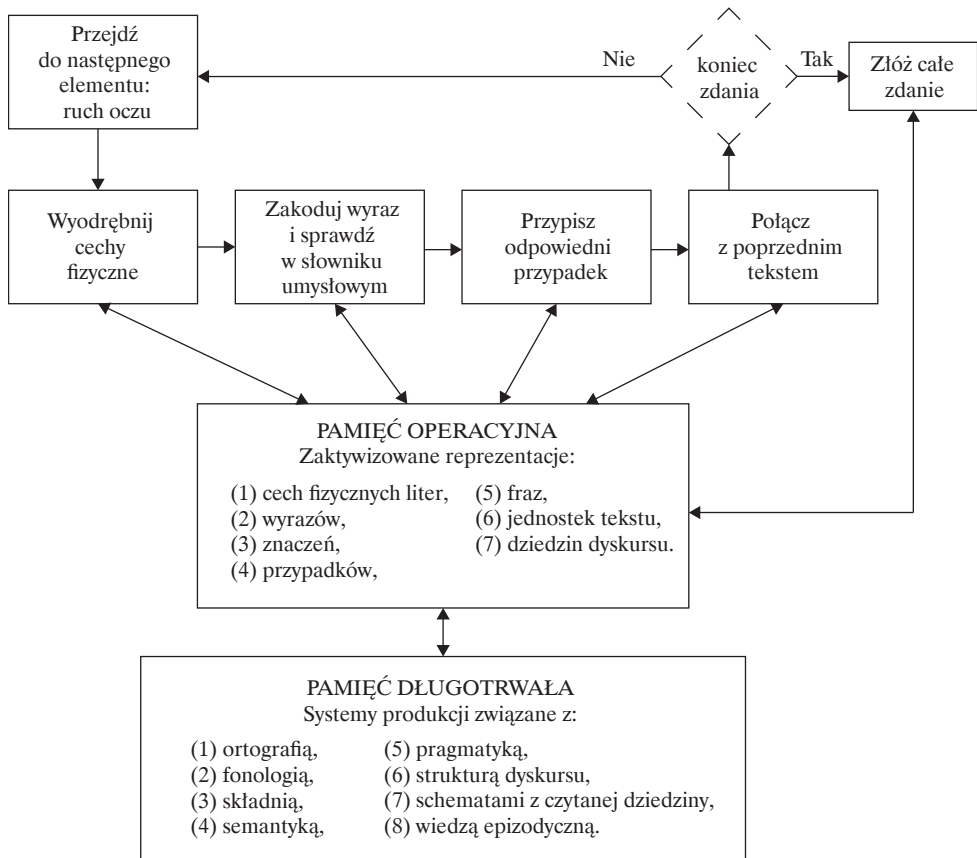 Przejdź
do następnego
elementu:
ruch oczu
Nie
koniec
zdania
Tak
Złóż całe
zdanie
Wyodrębnij
cechy
fizyczne
Zakoduj wyraz
i sprawdź
w słowniku
umysłowym
Przypisz
odpowiedni
przypadek
Połącz
z poprzednim
tekstem
PAMIĘĆ OPERACYJNA
Zaktywizowane reprezentacje:
(1) cech fizycznych liter,
(2) wyrazów,
(3) znaczeń,
(4) przypadków,
(5) fraz,
(6) jednostek tekstu,
(7) dziedzin dyskursu.
PAMIĘĆ DŁUGOTRWAŁA
Systemy produkcji związane z:
(1) ortografią,
(2) fonologią,
(3) składnią,
(4) semantyką,
(5) pragmatyką,
(6) strukturą dyskursu,
(7) schematami z czytanej dziedziny,
(8) wiedzą epizodyczną.